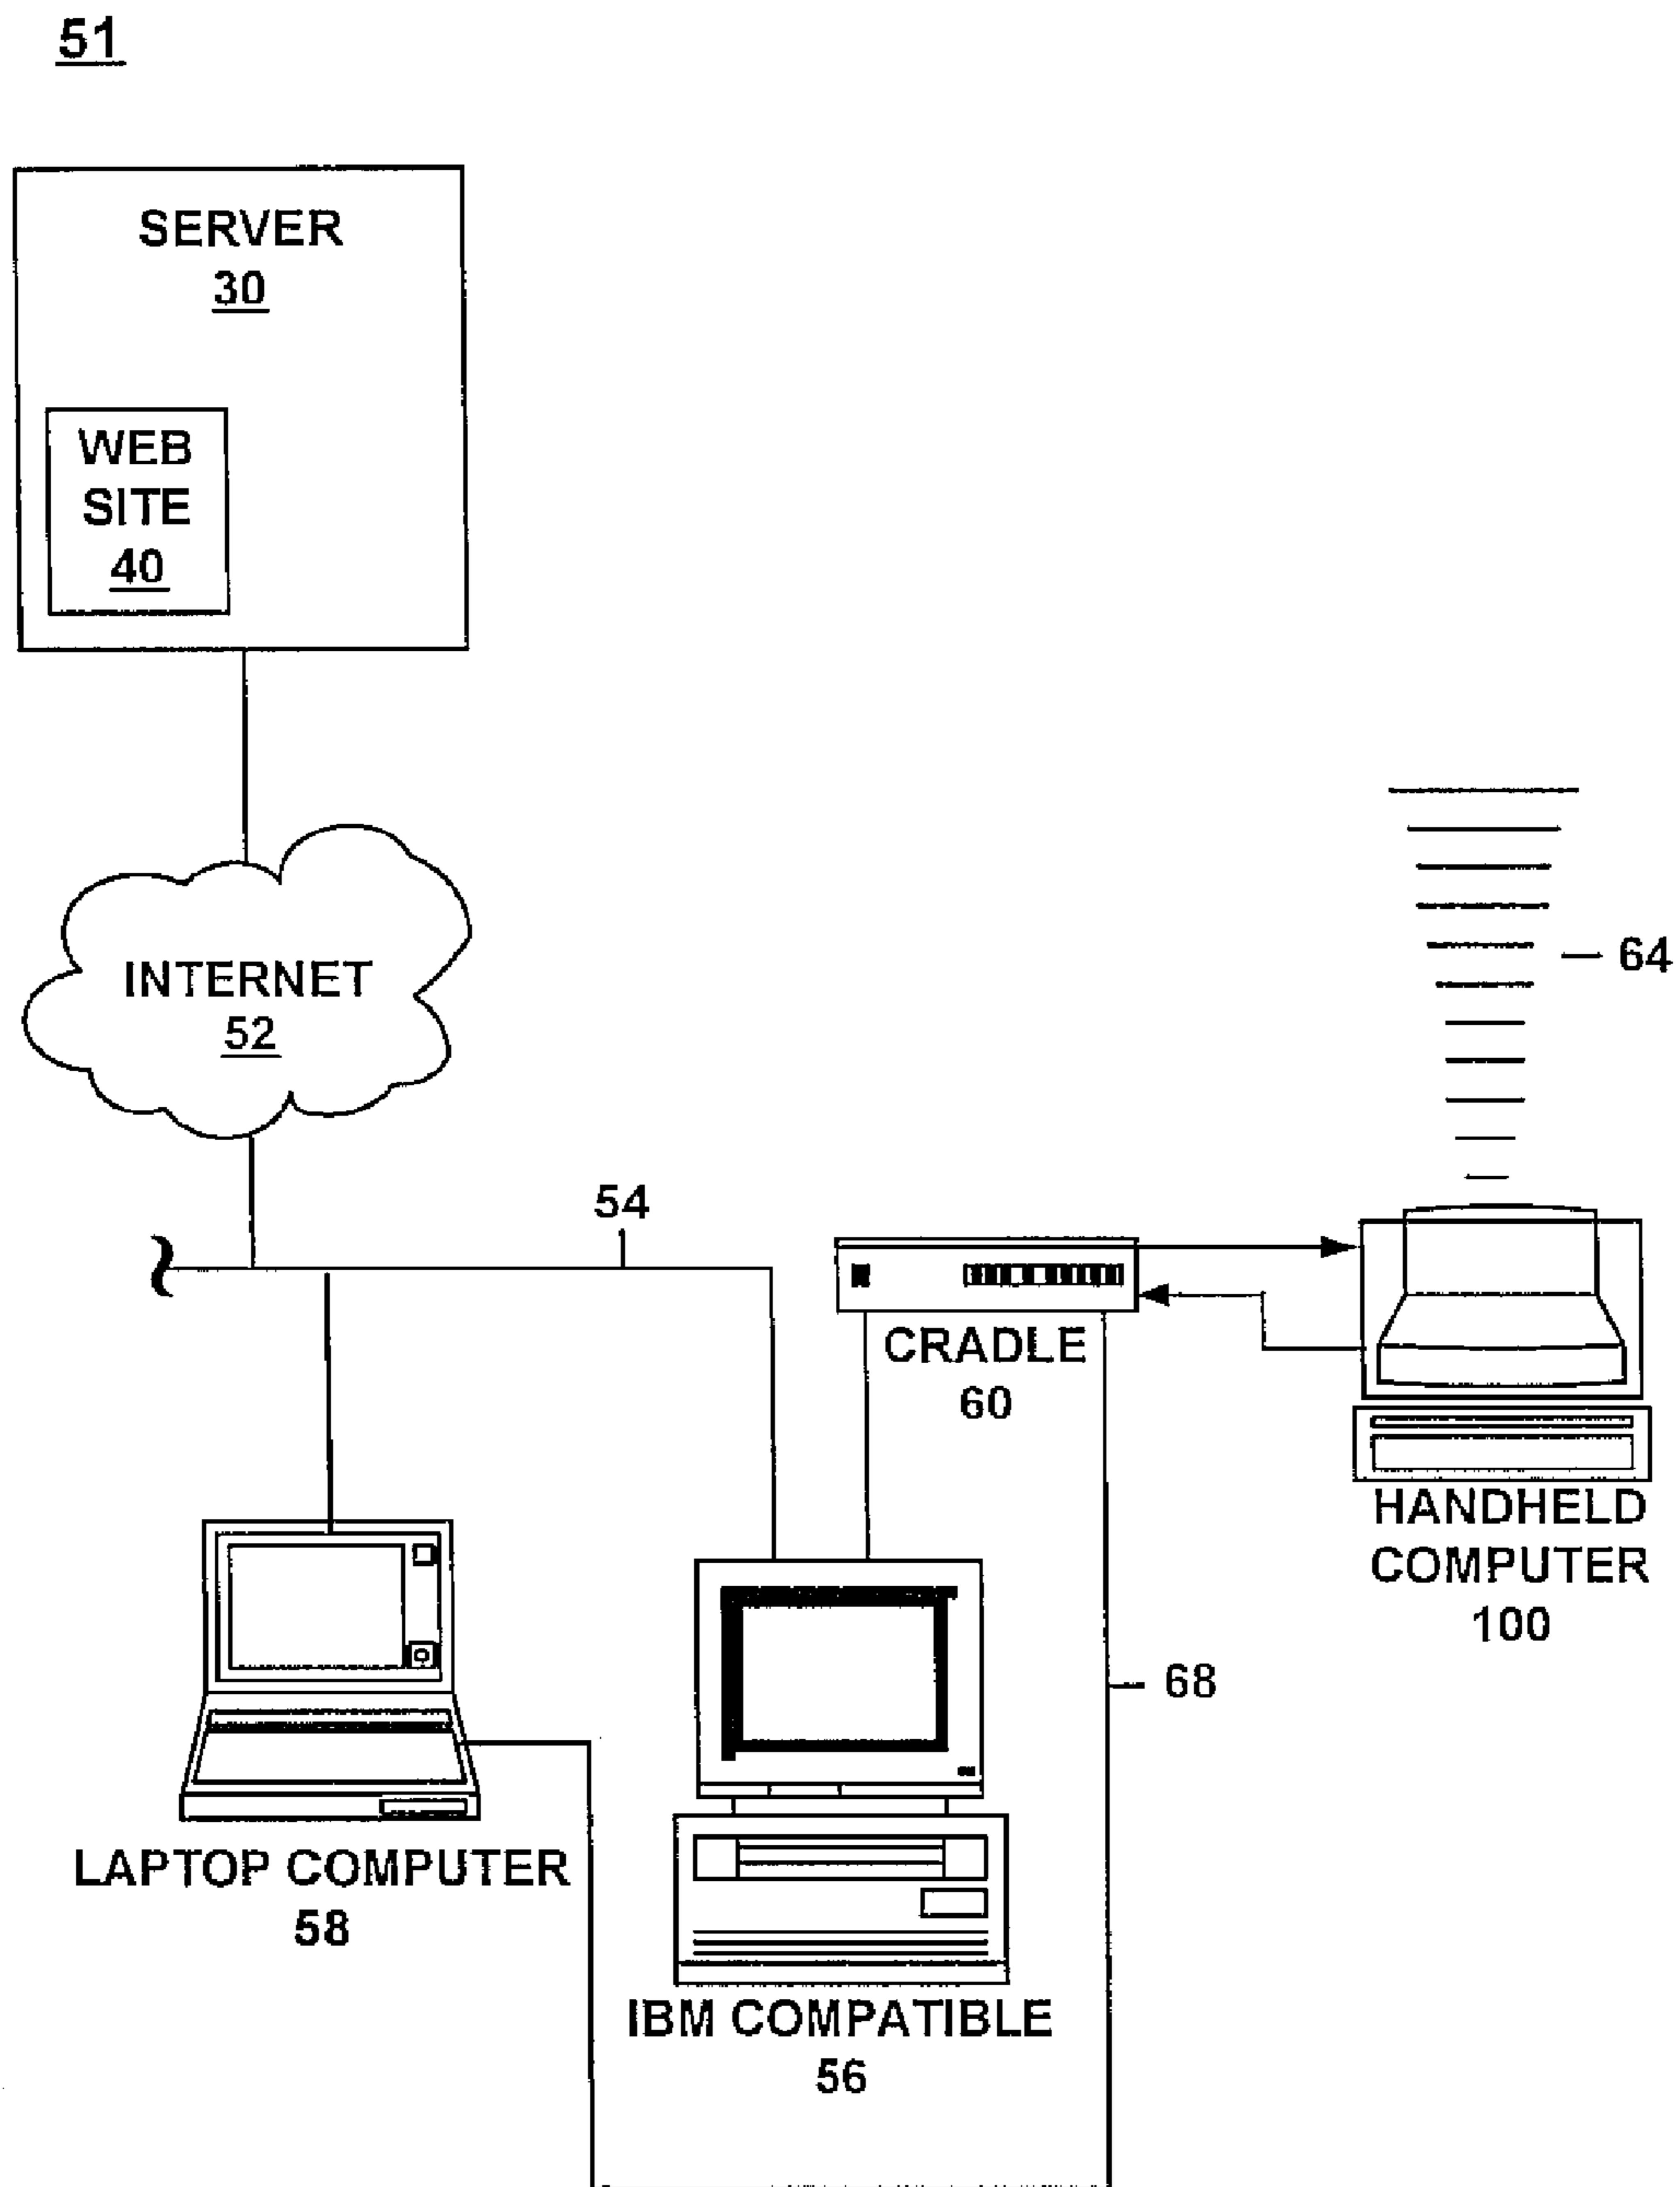 51
SERVER
30
WEB
SITE
40
INTERNET
52
64
54
CRADLE
60
HANDHELD
COMPUTER
100
68
LAPTOP COMPUTER
58
IBM COMPATIBLE
56